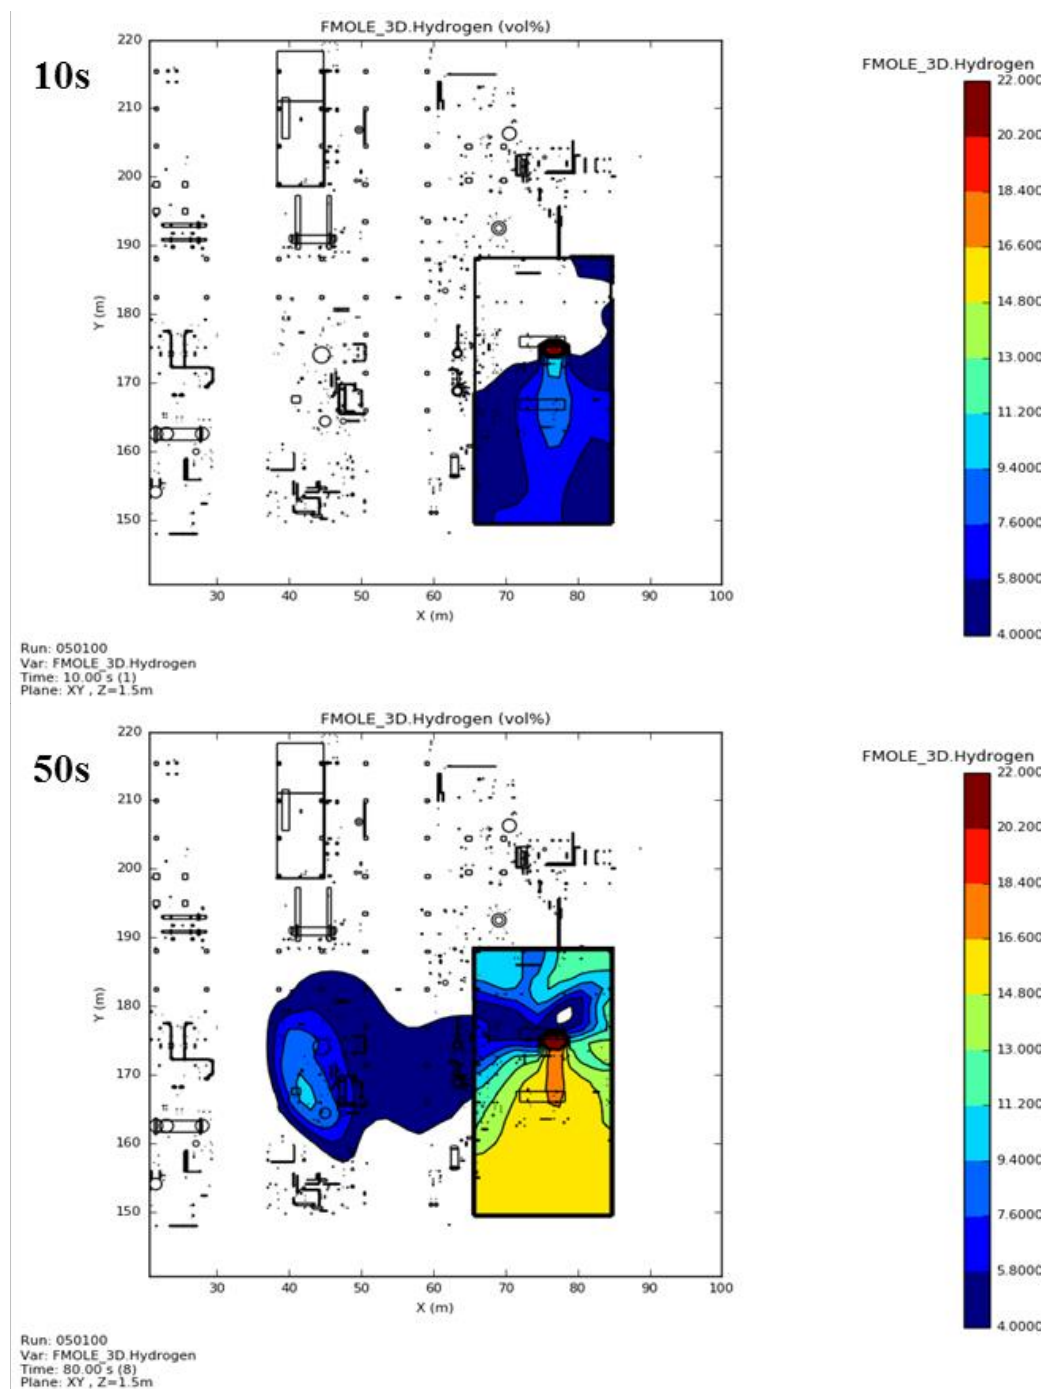 FMOLE_3D.Hydrogen (vol%)
10s
FMOLE_3D.Hydrogen
22.000
20.200
18.400
16.600
14.800
13.000
11.200
9.4000
7.6000
5.8000
4.0000
220
210
200
190
180
170
160
150
Y (m)
30 40 50 60 70 80 90 100
X (m)
Run: 050100
Var: FMOLE_3D.Hydrogen
Time: 10.00 s (1)
Plane: XY , Z=1.5m
FMOLE_3D.Hydrogen (vol%)
50s
FMOLE_3D.Hydrogen
22.000
20.200
18.400
16.600
14.800
13.000
11.200
9.4000
7.6000
5.8000
4.0000
220
210
200
190
180
170
160
150
Y (m)
30 40 50 60 70 80 90 100
X (m)
Run: 050100
Var: FMOLE_3D.Hydrogen
Time: 80.00 s (8)
Plane: XY , Z=1.5m